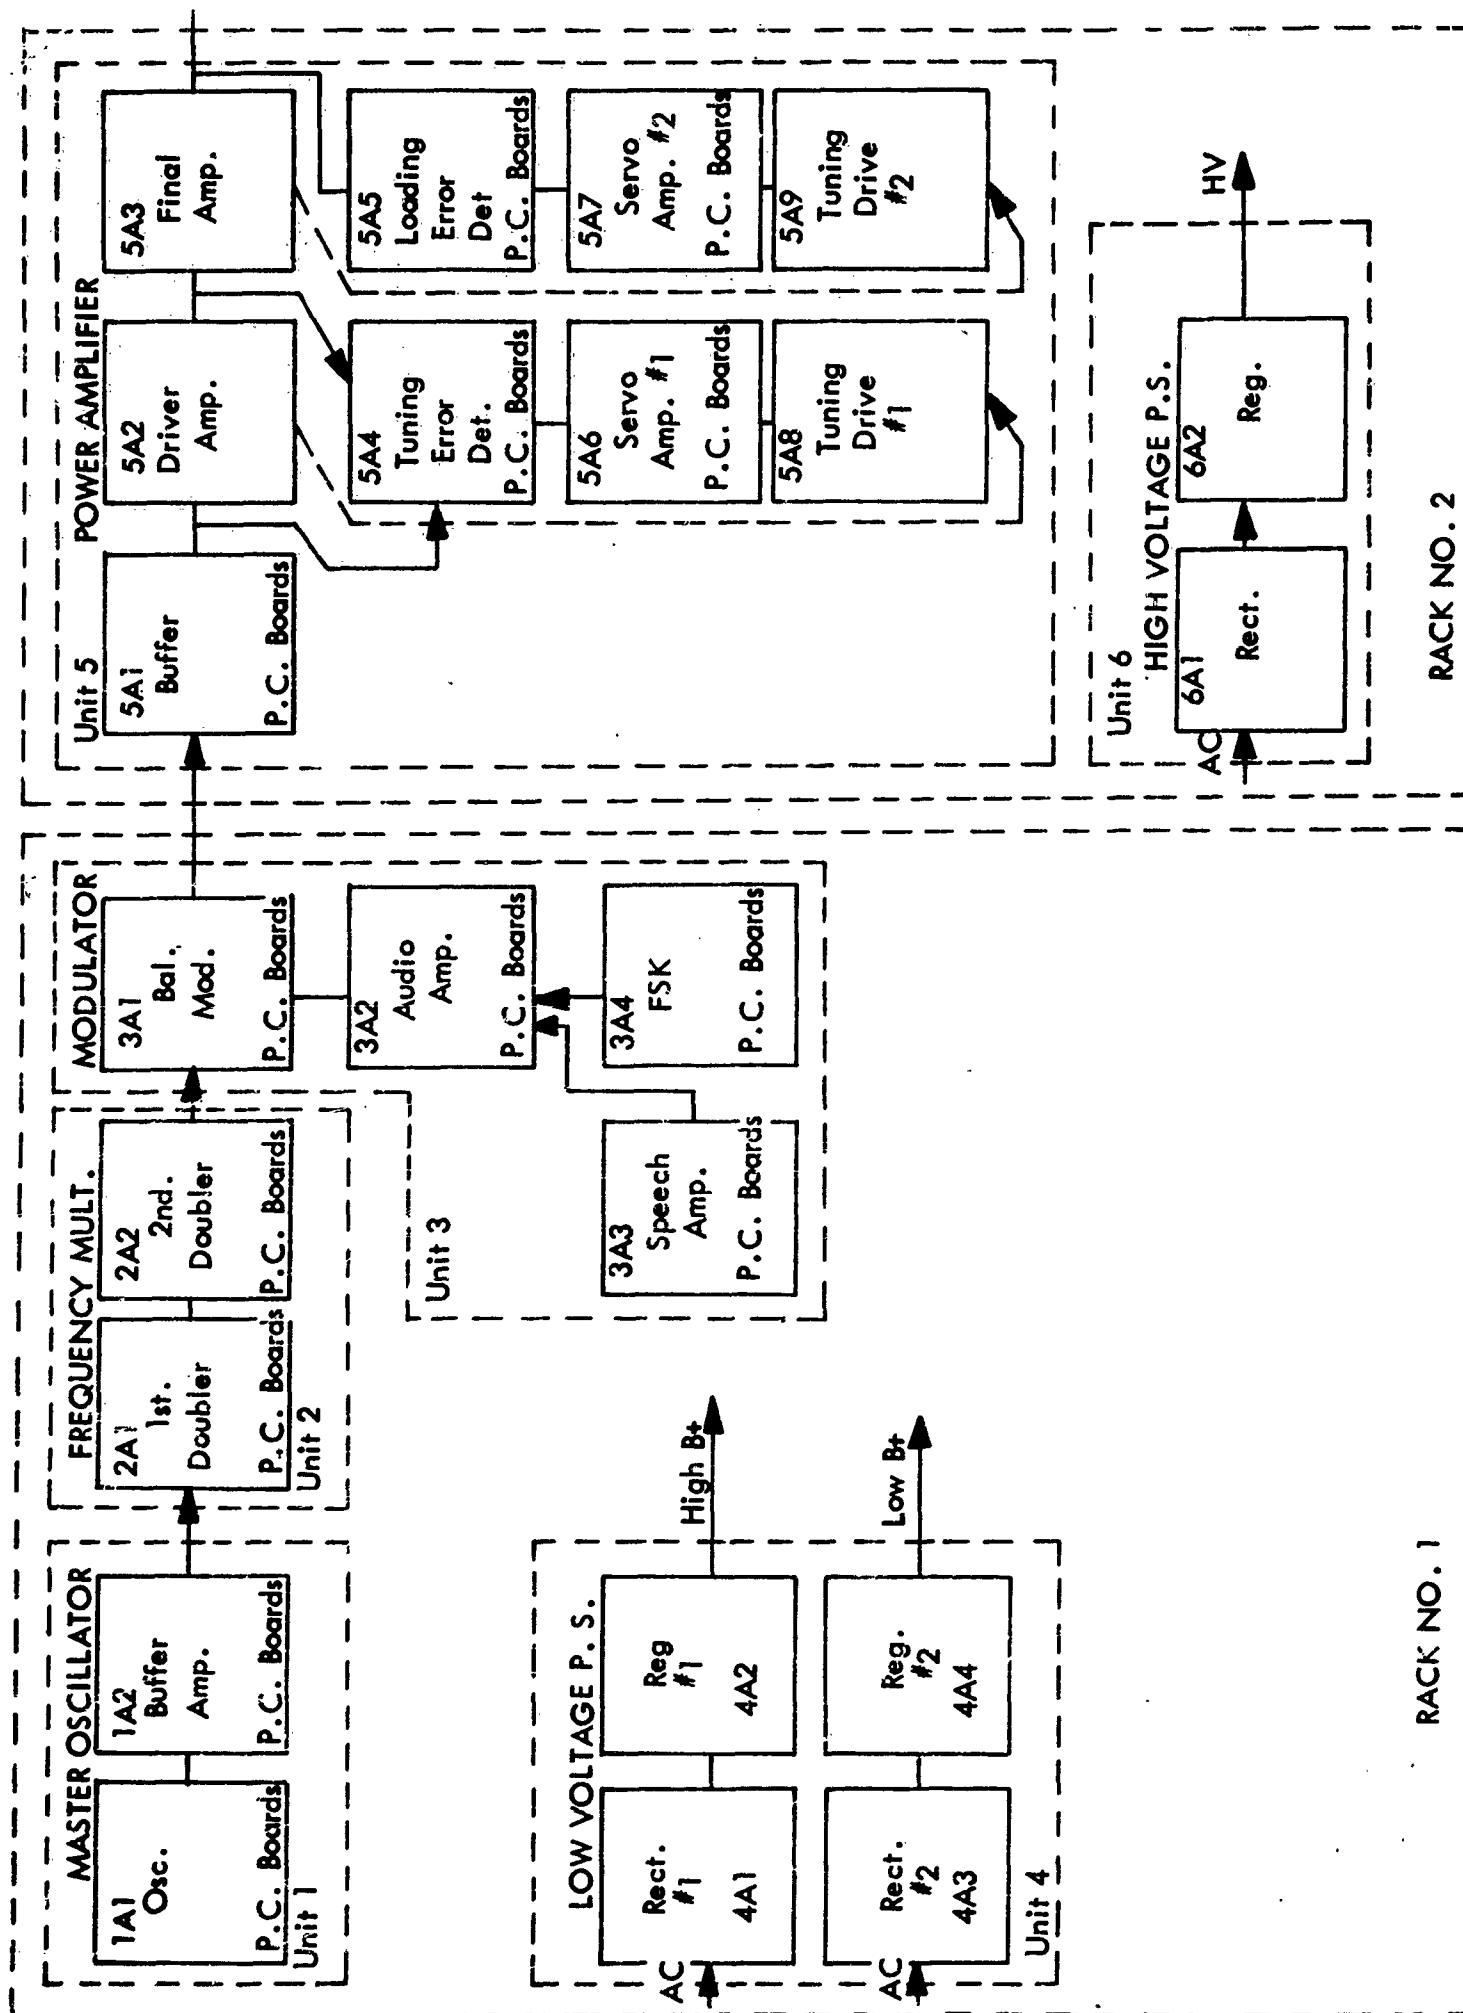 MASTER OSCILLATOR
1A1
Osc.
P.C. Boards
1A2
Buffer
Amp.
P.C. Boards
Unit 1
FREQUENCY MULT.
2A1
1st.
Doubler
P.C. Boards
2A2
2nd.
Doubler
P.C. Boards
Unit 2
MODULATOR
3A1
Bal.
Mod.
P.C. Boards
3A2
Audio
Amp.
P.C. Boards
Unit 3
3A3
Speech
Amp.
P.C. Boards
3A4
FSK
P.C. Boards
LOW VOLTAGE P. S.
AC
Rect.
#1
4A1
Reg
#1
4A2
High B+
AC
Rect.
#2
4A3
Reg.
#2
4A4
Low B+
Unit 4
RACK NO. 1
Unit 5
POWER AMPLIFIER
5A1
Buffer
P.C. Boards
5A2
Driver
Amp.
5A3
Final
Amp.
5A4
Tuning
Error
Det.
P.C. Boards
5A5
Loading
Error
Det
P.C. Boards
5A6
Servo
Amp. #1
P.C. Boards
5A7
Servo
Amp. #2
P.C. Boards
5A8
Tuning
Drive
#1
5A9
Tuning
Drive
#2
Unit 6
HIGH VOLTAGE P.S.
AC
6A1
Rect.
6A2
Reg.
HV
RACK NO. 2